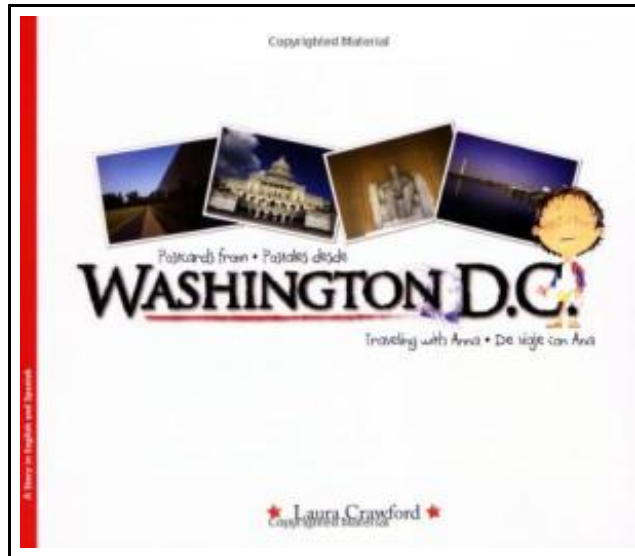 Copyrighted Material
Postcards from • Postales desde
WASHINGTON D.C.
Traveling with Anna • De viaje con Ana
A Story in English and Spanish
Laura Crawford
Copyrighted Material